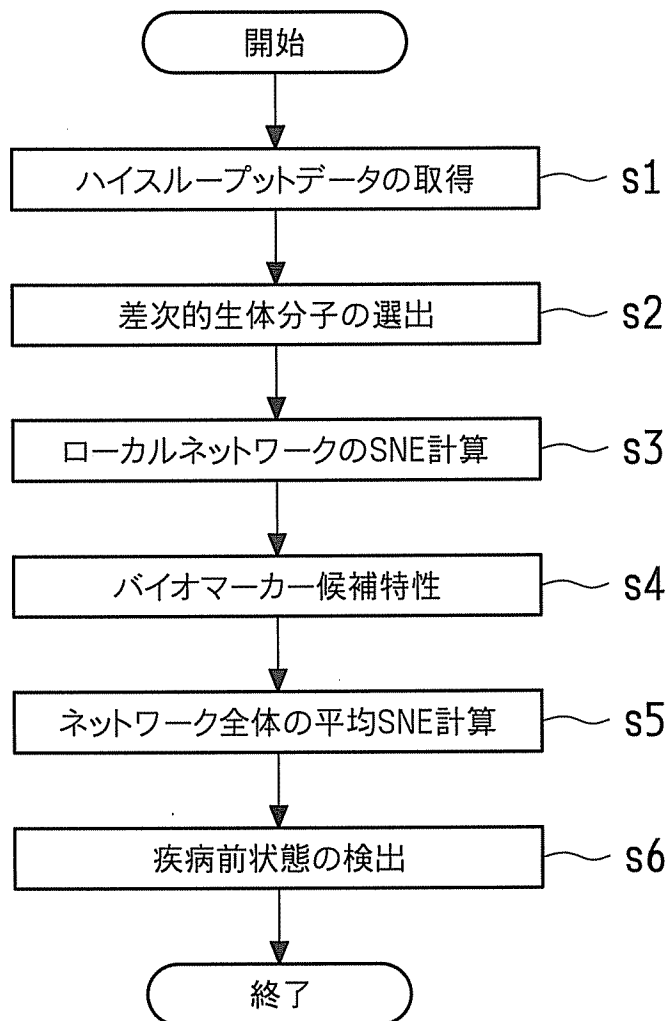 開始
ハイスループットデータの取得 s1
差次的生体分子の選出 s2
ローカルネットワークのSNE計算 s3
バイオマーカー候補特性 s4
ネットワーク全体の平均SNE計算 s5
疾病前状態の検出 s6
終了